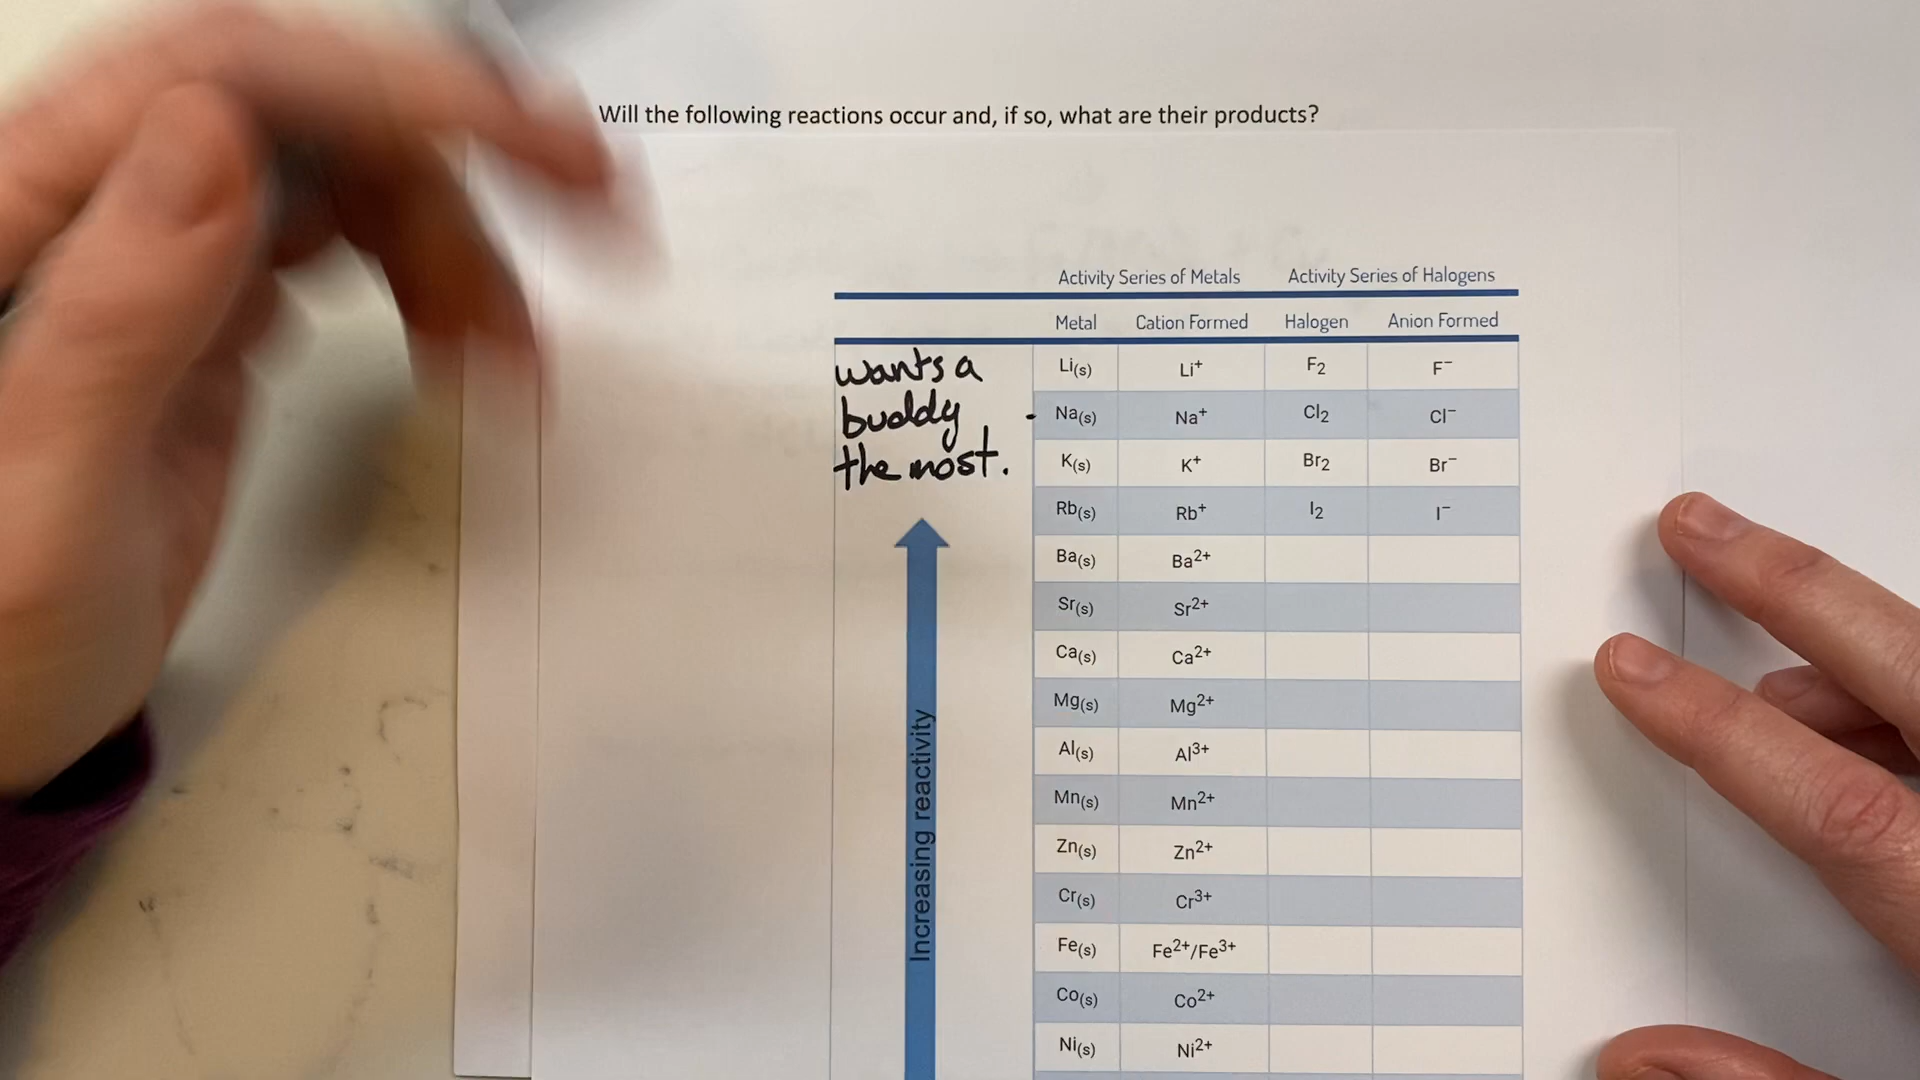 Will the following reactions occur and, if so, what are their products?
Activity Series of Metals Activity Series of Halogens
Metal Cation Formed Halogen Anion Formed
wants a
buddy
the most.
Increasing reactivity
Li(s) Li⁺ F₂ F⁻
Na(s) Na⁺ Cl₂ Cl⁻
K(s) K⁺ Br₂ Br⁻
Rb(s) Rb⁺ I₂ I⁻
Ba(s) Ba²⁺
Sr(s) Sr²⁺
Ca(s) Ca²⁺
Mg(s) Mg²⁺
Al(s) Al³⁺
Mn(s) Mn²⁺
Zn(s) Zn²⁺
Cr(s) Cr³⁺
Fe(s) Fe²⁺/Fe³⁺
Co(s) Co²⁺
Ni(s) Ni²⁺